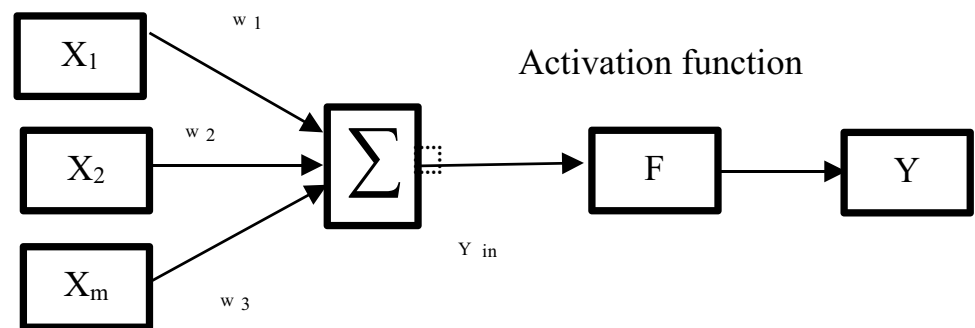 w 1
X1
Activation function
w 2
X2
∑
F
Y
Y in
Xm
w 3